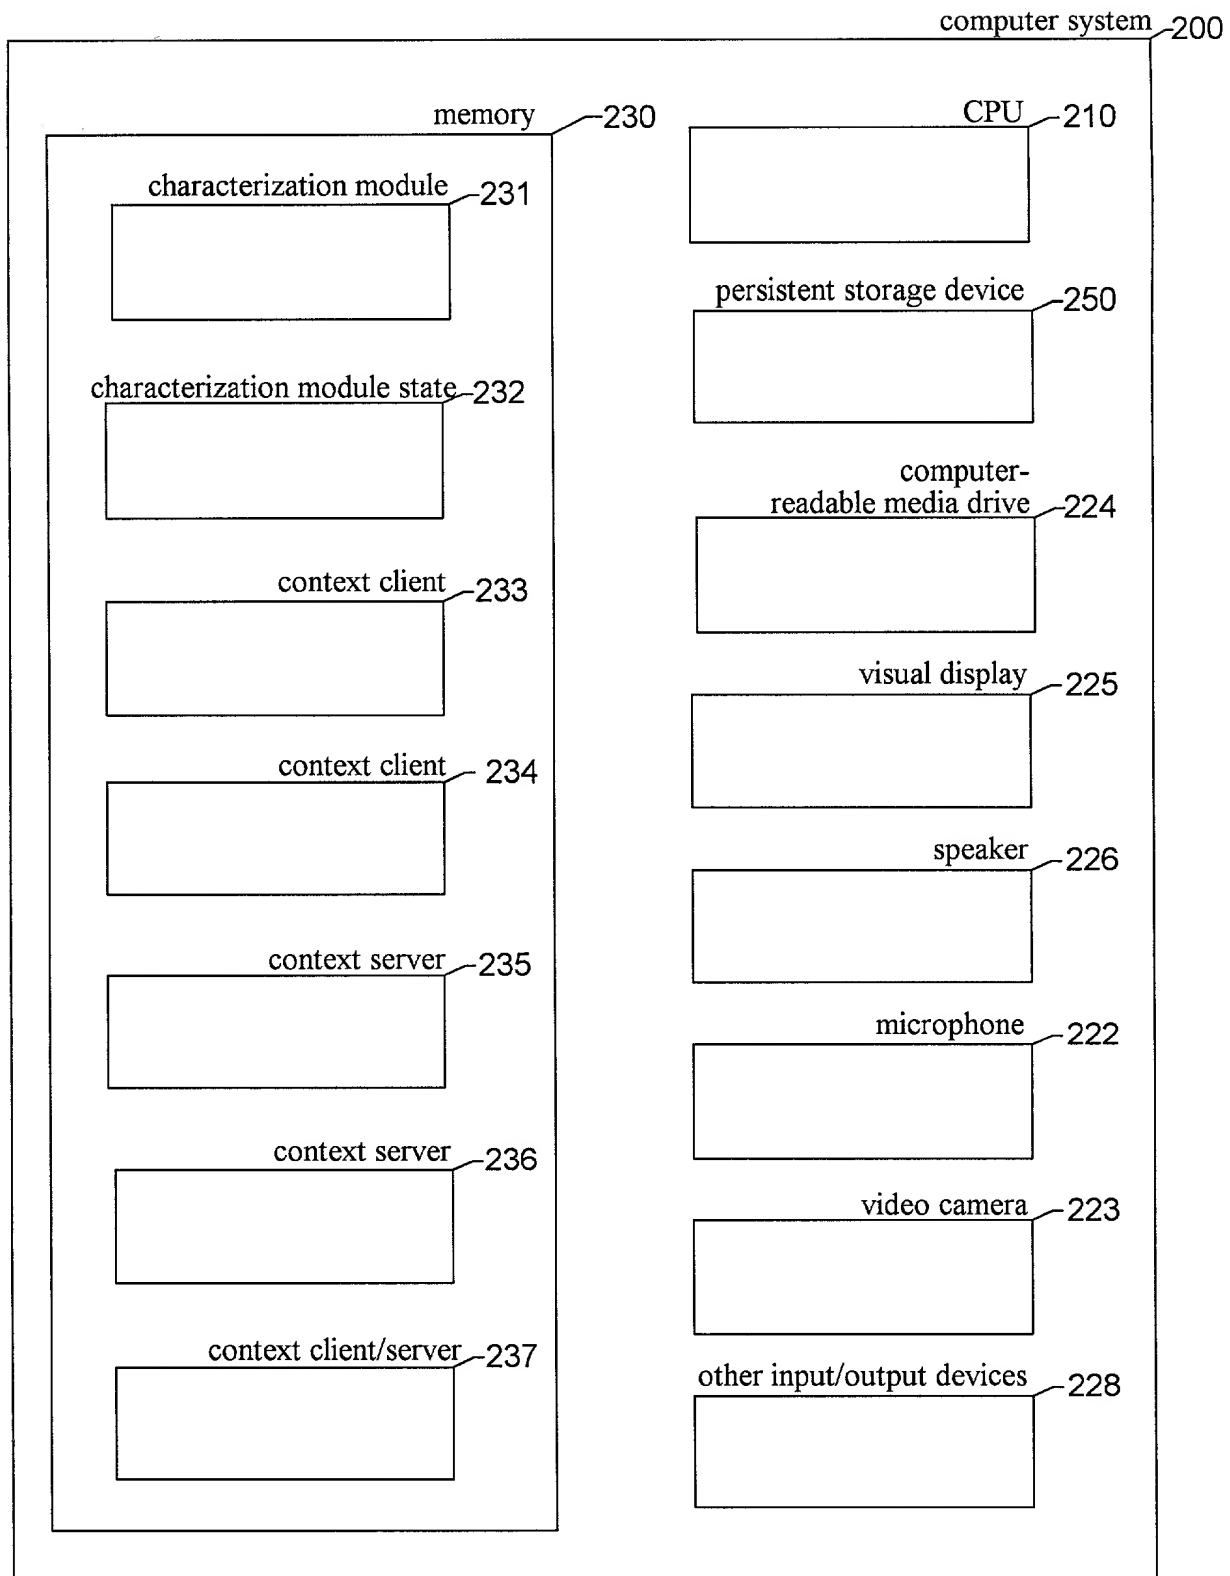 computer system 200
memory 230
characterization module 231
characterization module state 232
context client 233
context client 234
context server 235
context server 236
context client/server 237
CPU 210
persistent storage device 250
computer-
readable media drive 224
visual display 225
speaker 226
microphone 222
video camera 223
other input/output devices 228